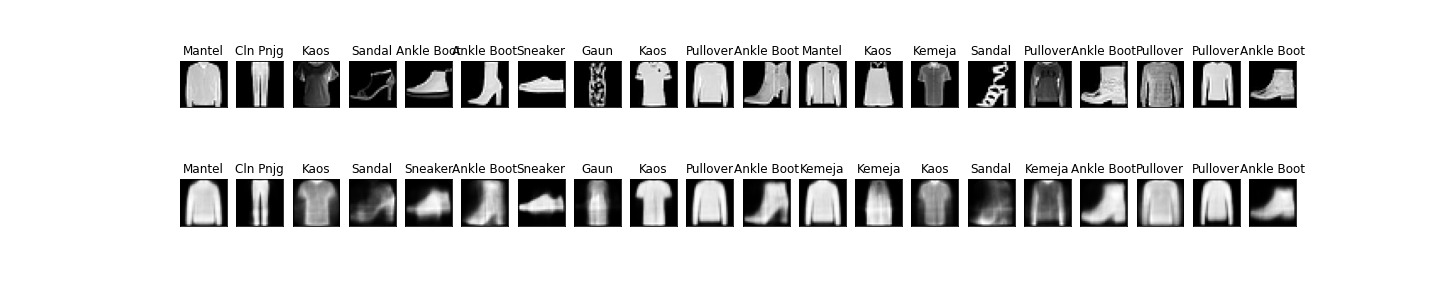 Mantel Cln Pnjg Kaos Sandal Ankle Boot Ankle Boot Sneaker Gaun Kaos Pullover Ankle Boot Mantel Kaos Kemeja Sandal Pullover Ankle Boot Pullover Pullover Ankle Boot
Mantel Cln Pnjg Kaos Sandal Sneaker Ankle Boot Sneaker Gaun Kaos Pullover Ankle Boot Kemeja Kemeja Kaos Sandal Kemeja Ankle Boot Pullover Pullover Ankle Boot